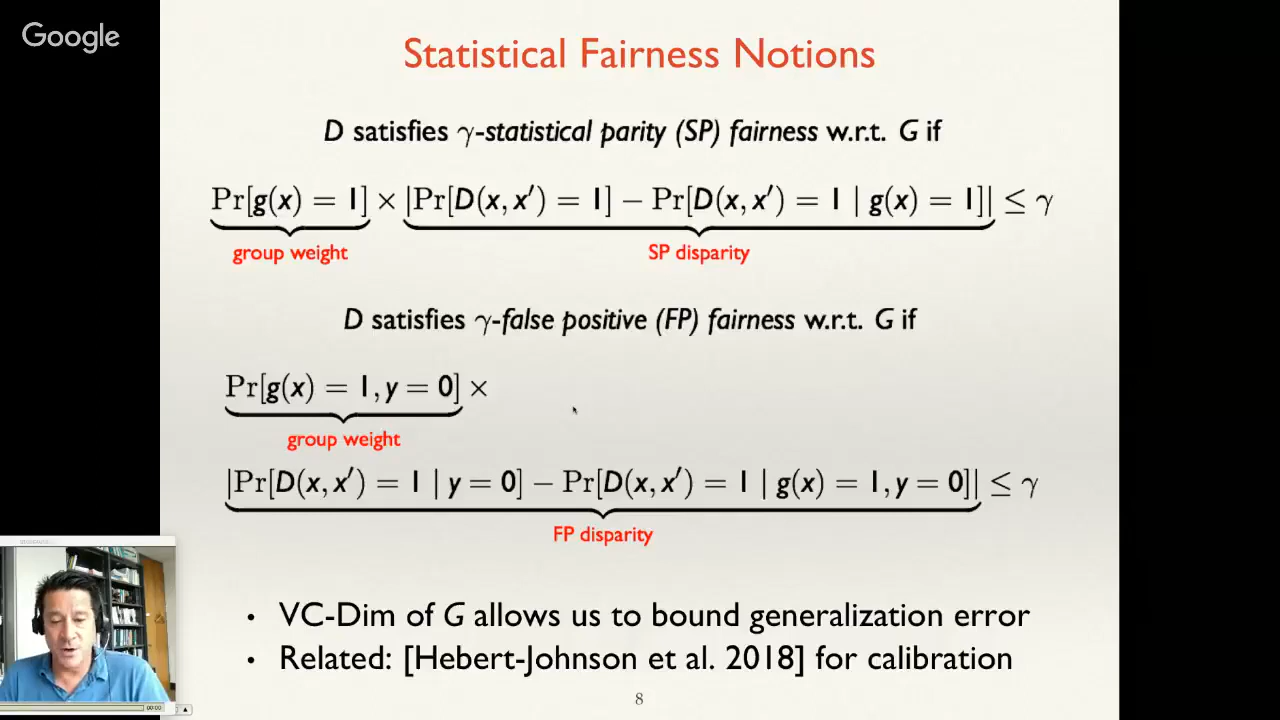 Google
Statistical Fairness Notions
D satisfies γ-statistical parity (SP) fairness w.r.t. G if
Pr[g(x) = 1] × |Pr[D(x, x′) = 1] − Pr[D(x, x′) = 1 | g(x) = 1]| ≤ γ
group weight SP disparity
D satisfies γ-false positive (FP) fairness w.r.t. G if
Pr[g(x) = 1, y = 0] ×
group weight
|Pr[D(x, x′) = 1 | y = 0] − Pr[D(x, x′) = 1 | g(x) = 1, y = 0]| ≤ γ
FP disparity
• VC-Dim of G allows us to bound generalization error
• Related: [Hebert-Johnson et al. 2018] for calibration
8
00:00